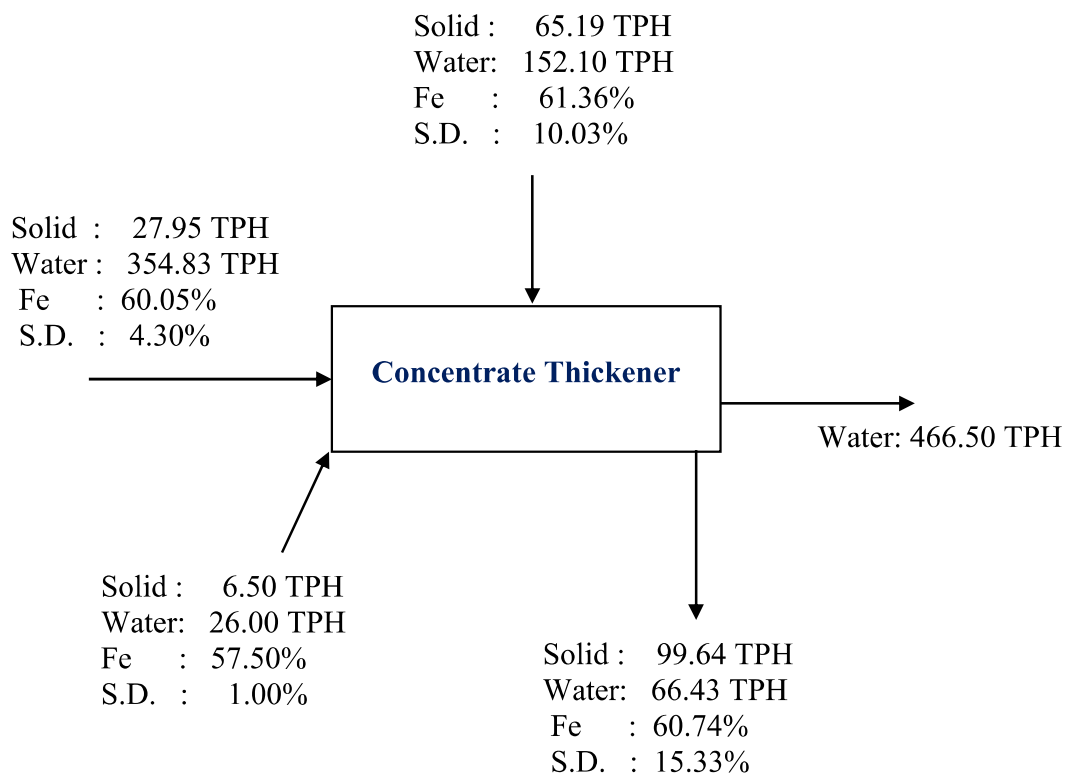 Solid : 65.19 TPH
Water: 152.10 TPH
Fe : 61.36%
S.D. : 10.03%
Solid : 27.95 TPH
Water : 354.83 TPH
Fe : 60.05%
S.D. : 4.30%
Concentrate Thickener
Water: 466.50 TPH
Solid : 6.50 TPH
Water: 26.00 TPH
Fe : 57.50%
S.D. : 1.00%
Solid : 99.64 TPH
Water: 66.43 TPH
Fe : 60.74%
S.D. : 15.33%